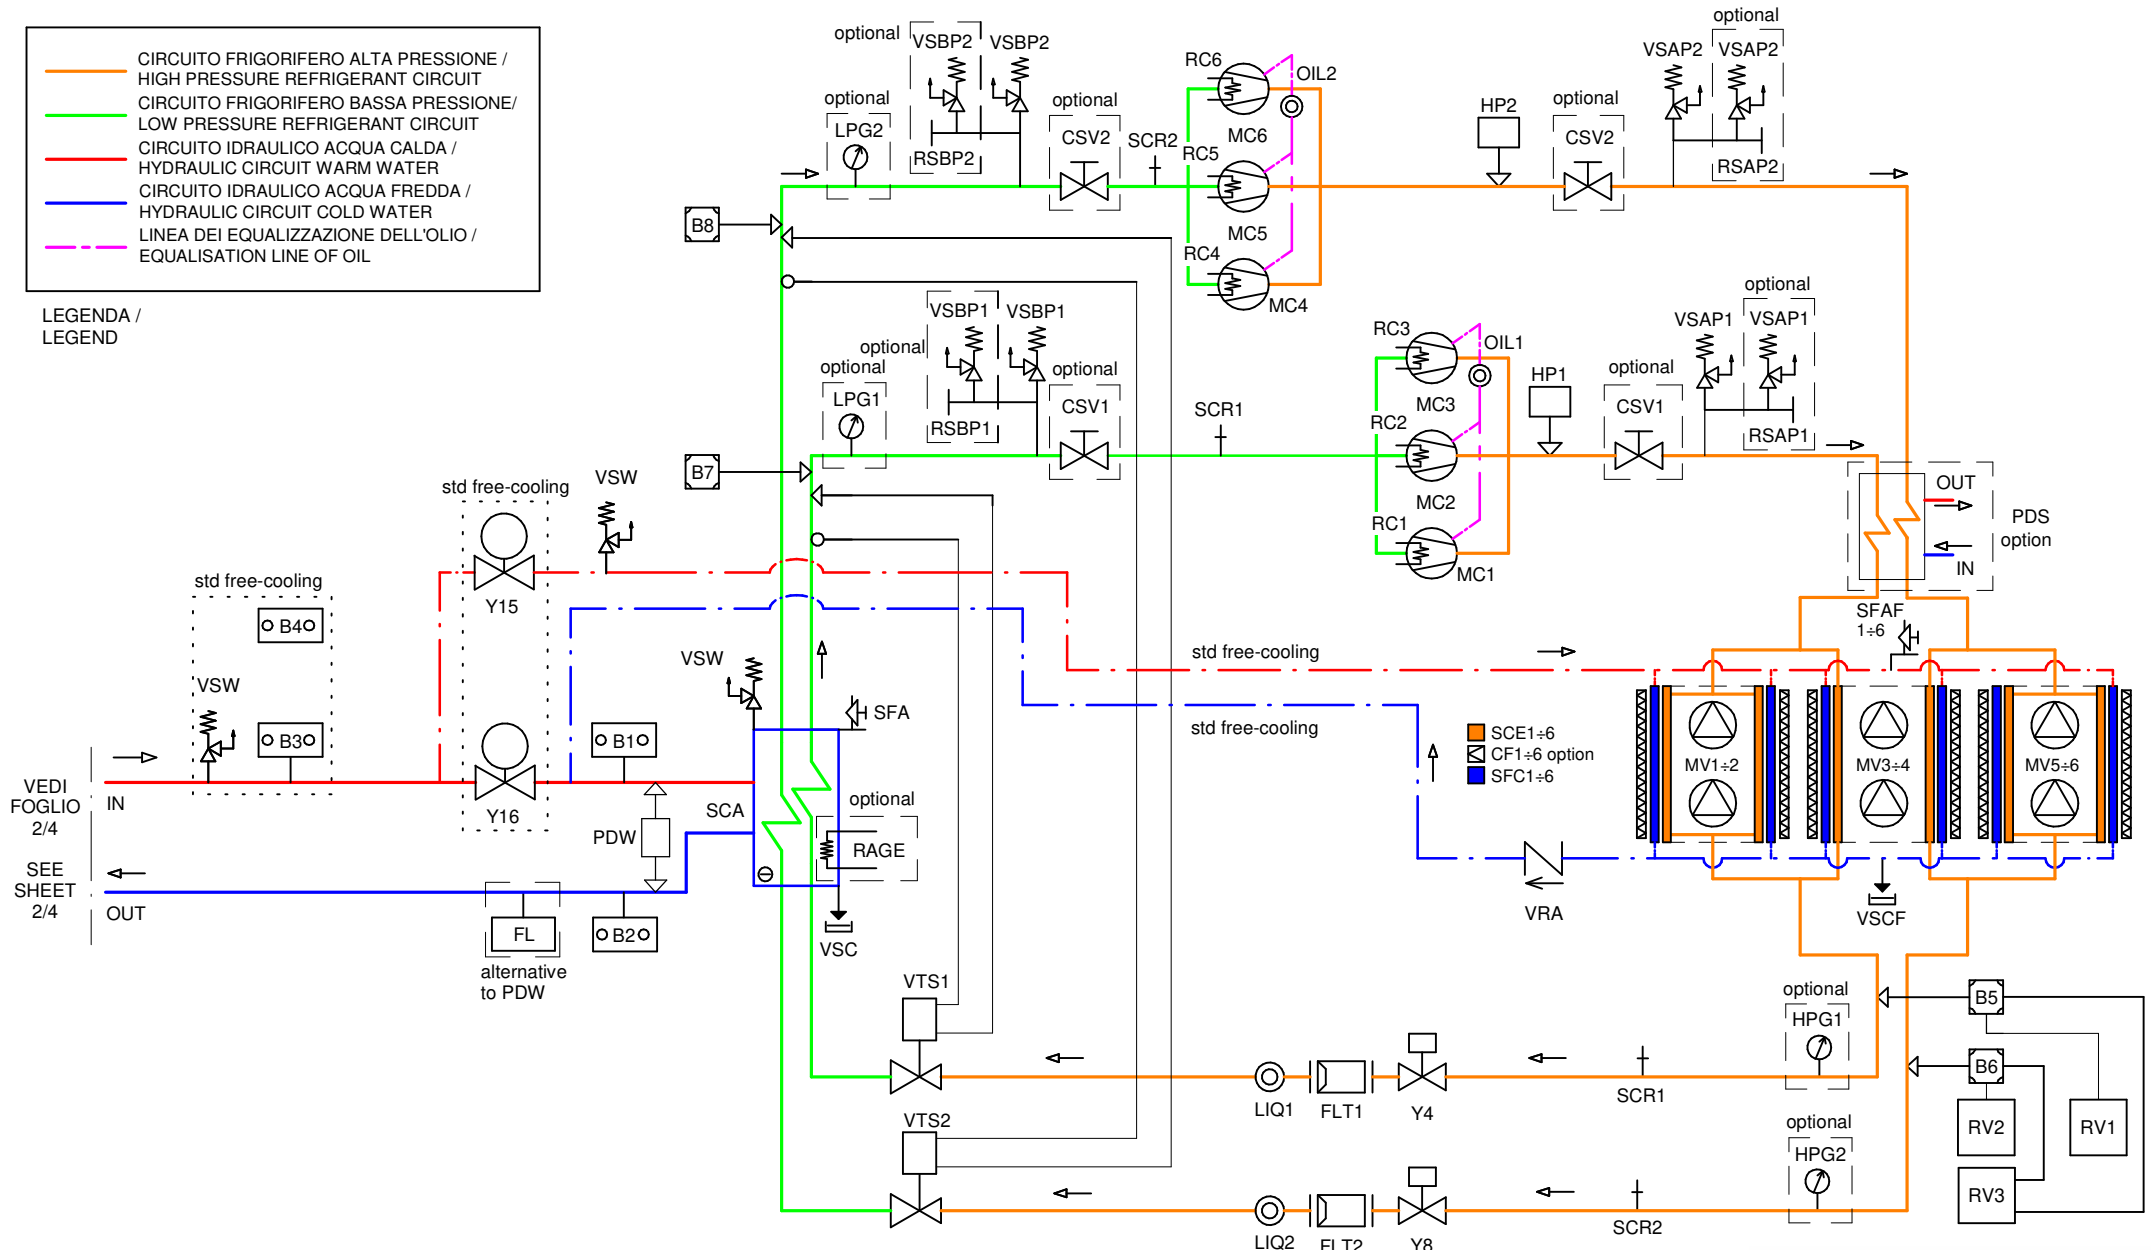 CIRCUITO FRIGORIFERO ALTA PRESSIONE /
HIGH PRESSURE REFRIGERANT CIRCUIT
CIRCUITO FRIGORIFERO BASSA PRESSIONE/
LOW PRESSURE REFRIGERANT CIRCUIT
CIRCUITO IDRAULICO ACQUA CALDA /
HYDRAULIC CIRCUIT WARM WATER
CIRCUITO IDRAULICO ACQUA FREDDA /
HYDRAULIC CIRCUIT COLD WATER
LINEA DEI EQUALIZZAZIONE DELL'OLIO /
EQUALISATION LINE OF OIL
LEGENDA /
LEGEND
optional
VSBP2
VSBP2
optional
LPG2
RSBP2
optional
CSV2
SCR2
RC6
OIL2
MC6
RC5
MC5
RC4
MC4
HP2
optional
CSV2
VSAP2
optional
VSAP2
RSAP2
B8
VSBP1
VSBP1
optional
optional
LPG1
RSBP1
optional
CSV1
SCR1
RC3
OIL1
MC3
RC2
MC2
RC1
MC1
HP1
optional
CSV1
VSAP1
optional
VSAP1
RSAP1
B7
OUT
PDS
option
IN
std free-cooling
VSW
Y15
std free-cooling
B4
VSW
B3
Y16
B1
VSW
SFA
SCA
optional
RAGE
PDW
VSC
VEDI
FOGLIO
2/4
IN
SEE
SHEET
2/4
OUT
FL
alternative
to PDW
B2
std free-cooling
std free-cooling
SFAF
1÷6
SCE1÷6
CF1÷6 option
SFC1÷6
MV1÷2
MV3÷4
MV5÷6
VRA
VSCF
VTS1
LIQ1
FLT1
Y4
SCR1
optional
HPG1
B5
B6
RV2
RV1
RV3
VTS2
LIQ2
FLT2
Y8
SCR2
optional
HPG2